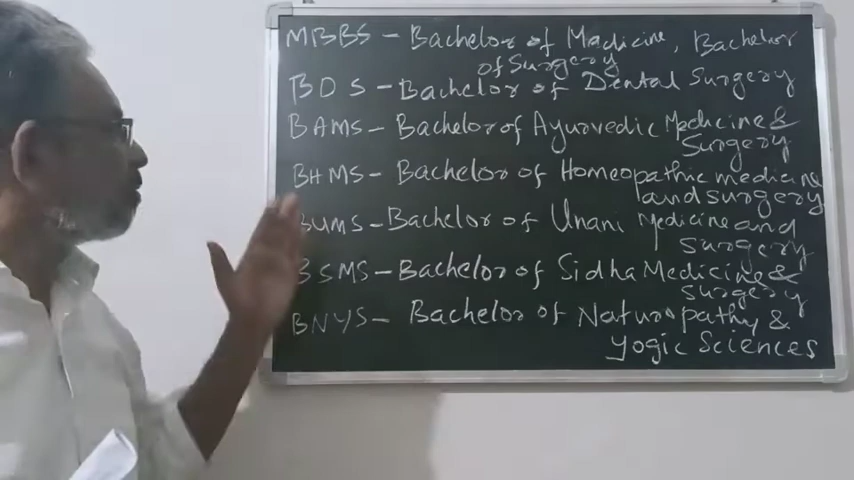 MBBS - Bachelor of Madicine, Bachelor
of Surgery
BDS - Bachelor of Dental Surgery
BAMS - Bachelor of Ayurvedic Medicine &
Surgery
BHMS - Bachelor of Homeopathic medicine
and surgery
BUMS - Bachelor of Unani Medicine and
surgery
BSMS - Bachelor of Sidha Medicine &
surgery
BNYS - Bachelor of Naturopathy &
yogic Sciences